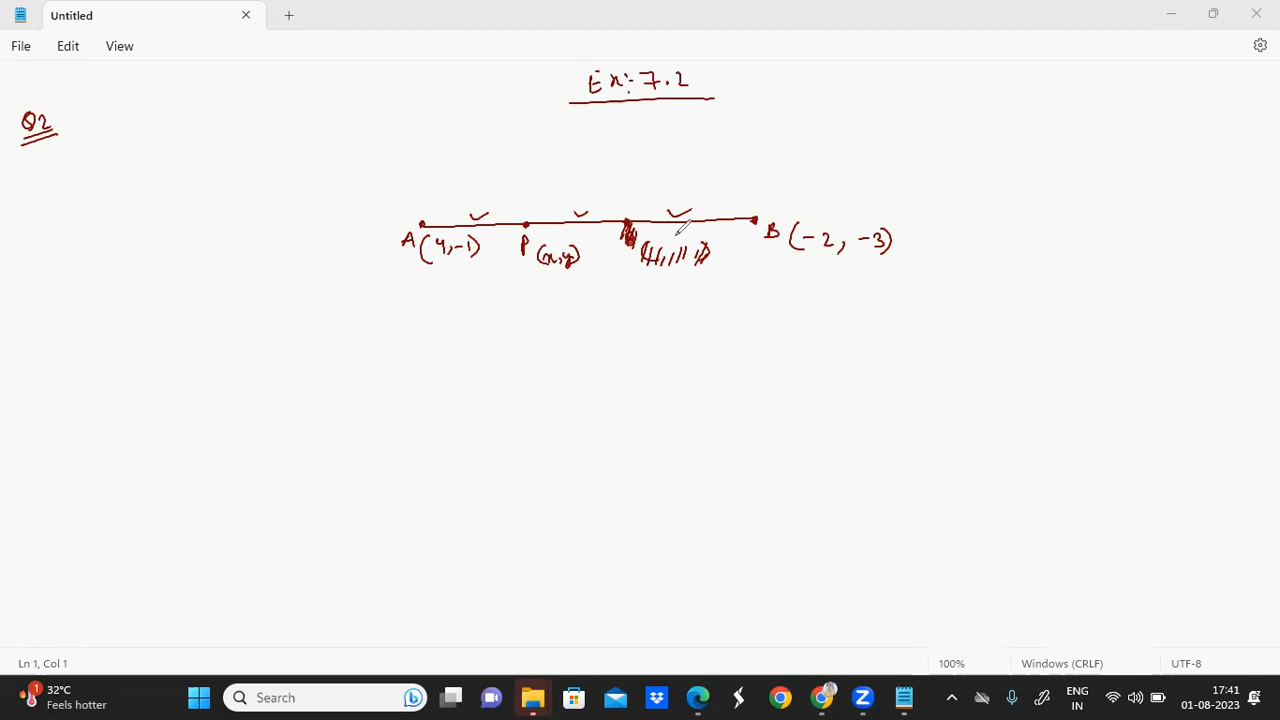 Untitled
File Edit View
Ex:- 7.2
Q2
A (4,-1) P (x,y) B (-2, -3)
Ln 1, Col 1 100% Windows (CRLF) UTF-8
1 32°C
Feels hotter
Search
ENG
IN
17:41
01-08-2023